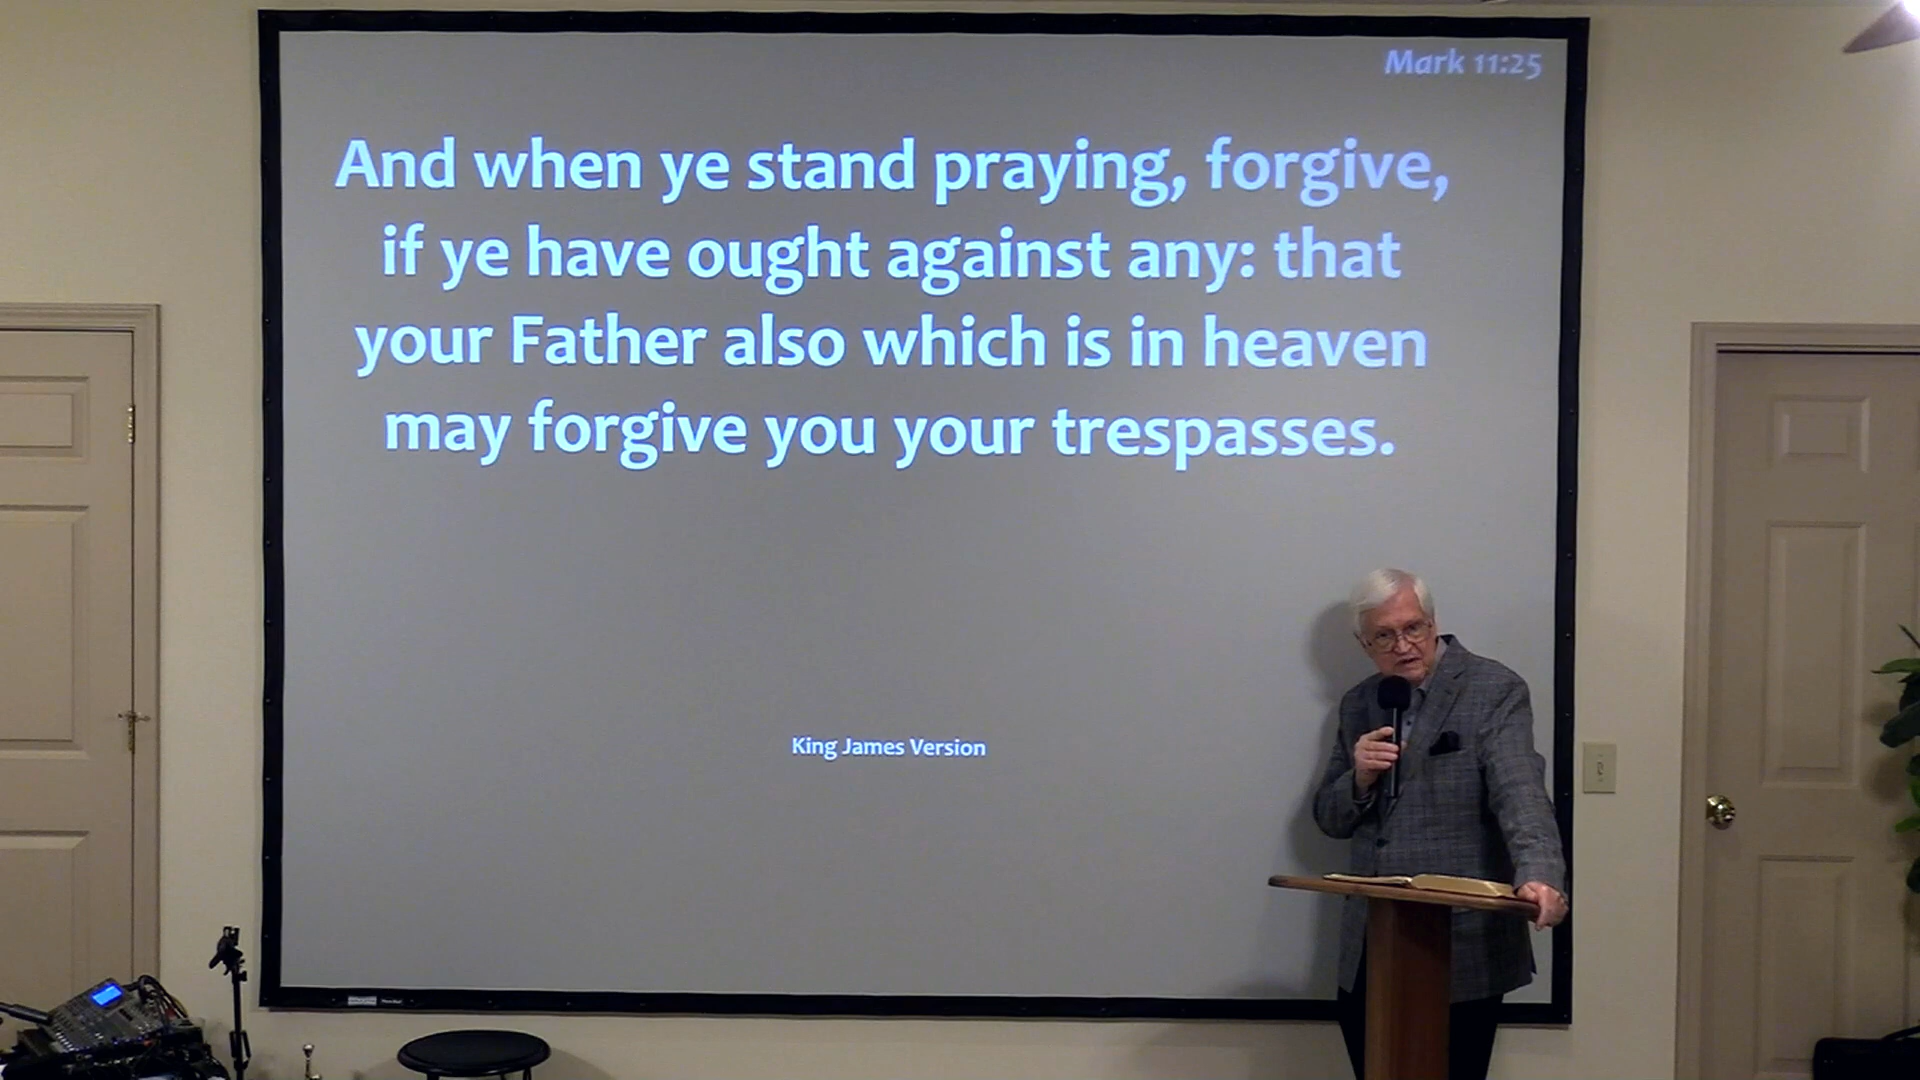 Mark 11:25
And when ye stand praying, forgive,
if ye have ought against any: that
your Father also which is in heaven
may forgive you your trespasses.
King James Version